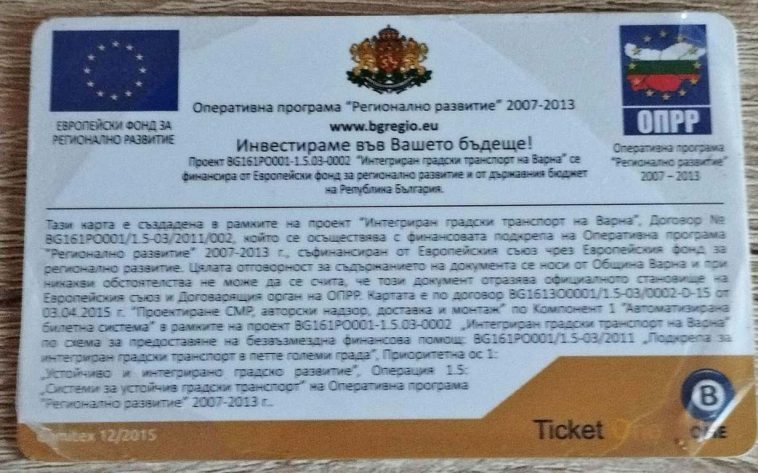 ЕВРОПЕЙСКИ ФОНД ЗА
РЕГИОНАЛНО РАЗВИТИЕ
Оперативна програма "Регионално развитие" 2007-2013
www.bgregio.eu
Инвестираме във Вашето бъдеще!
Проект BG161PO001-1.5.03-0002 "Интегриран градски транспорт на Варна" се
финансира от Европейски фонд за регионално развитие и от държавния бюджет
на Република България.
ОПРР
Оперативна програма
"Регионално развитие"
2007 – 2013
Тази карта е създадена в рамките на проект "Интегриран градски транспорт на Варна", Договор №
BG161PO001/1.5-03/2011/002, който се осъществява с финансовата подкрепа на Оперативна програма
"Регионално развитие" 2007-2013 г., съфинансиран от Европейския съюз чрез Европейския фонд за
регионално развитие. Цялата отговорност за съдържанието на документа се носи от Община Варна и при
никакви обстоятелства не може да се счита, че този документ отразява официалното становище на
Европейския съюз и Договарящия орган на ОПРР. Картата е по договор BG1613O0001/1.5-03/0002-D-15 от
03.04.2015 г. "Проектиране СМР, авторски надзор, доставка и монтаж" по Компонент 1 "Автоматизирана
билетна система" в рамките на проект BG161PO001-1.5.03-0002 „Интегриран градски транспорт на Варна"
по схема за предоставяне на безвъзмездна финансова помощ: BG161PO001/1.5-03/2011 „Подкрепа за
интегриран градски транспорт в петте големи града", Приоритетна ос 1:
„Устойчиво и интегрирано градско развитие", Операция 1.5:
„Системи за устойчив градски транспорт" на Оперативна програма
"Регионално развитие" 2007-2013 г..
12/2015
Ticket
B